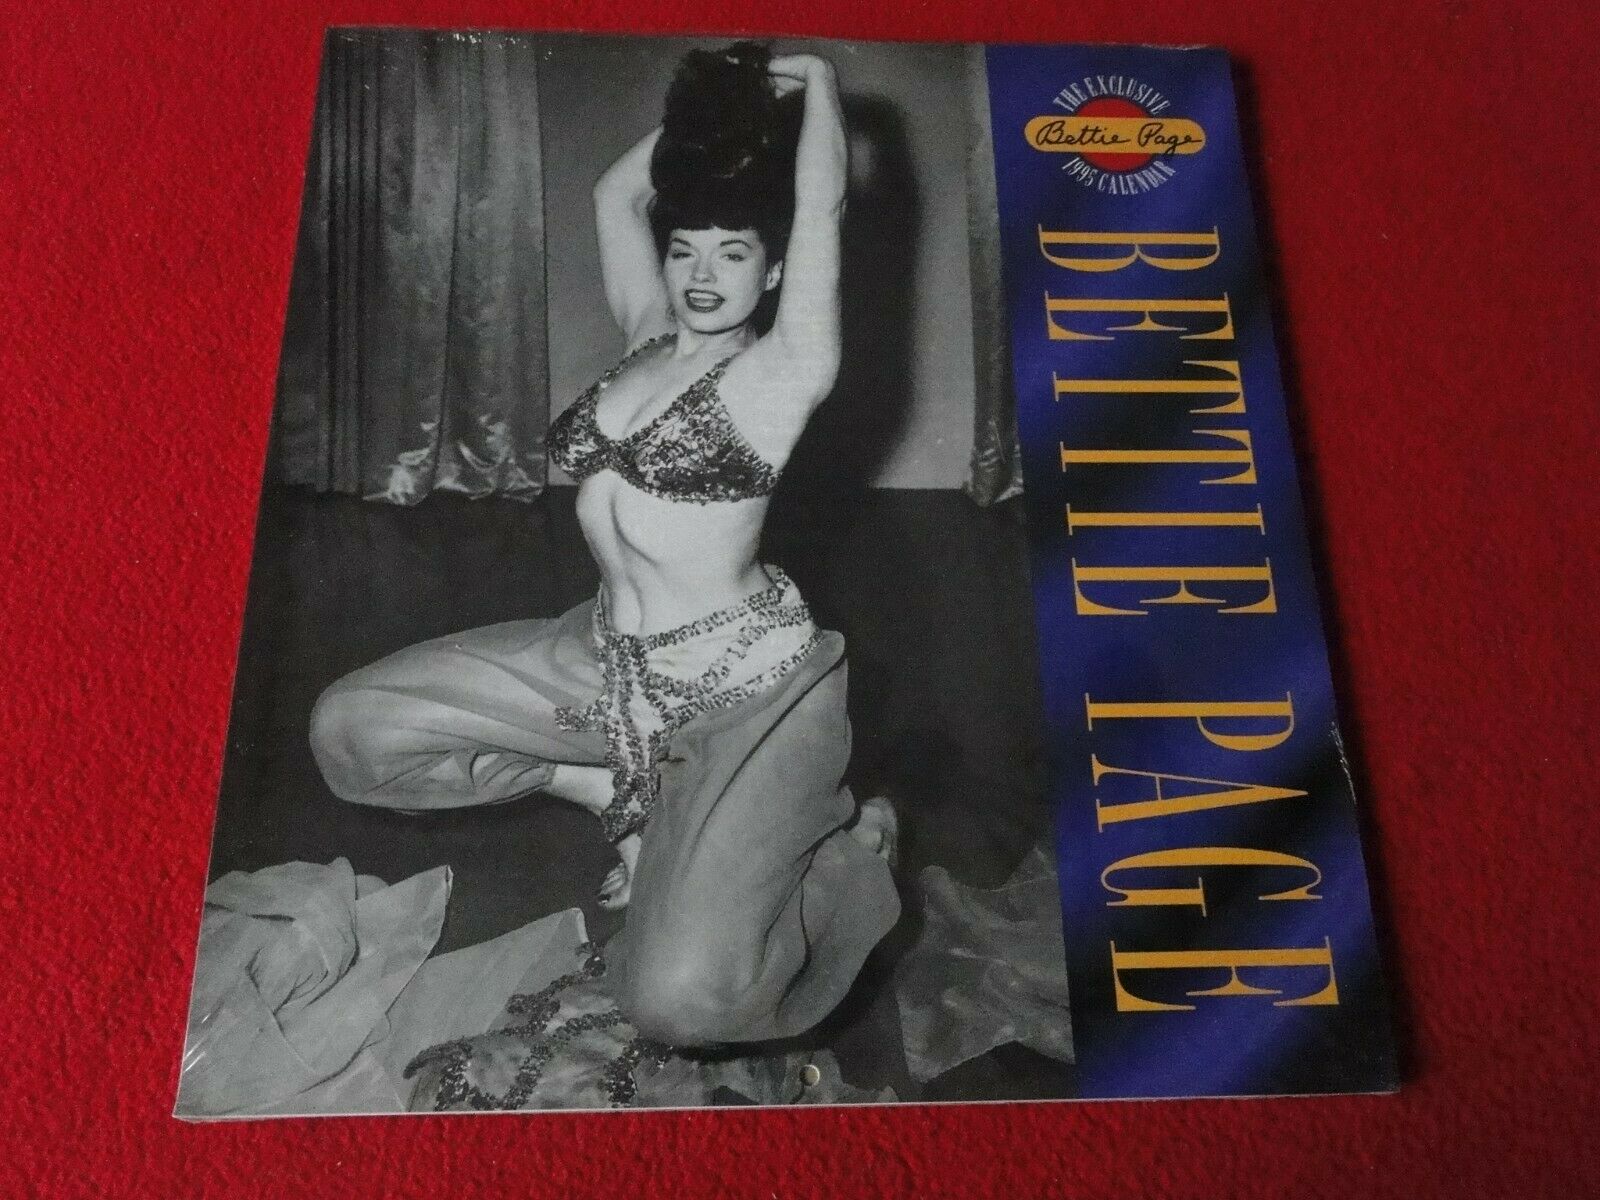 THE EXCLUSIVE
Bettie Page
1995 CALENDAR
BETTIE PAGE